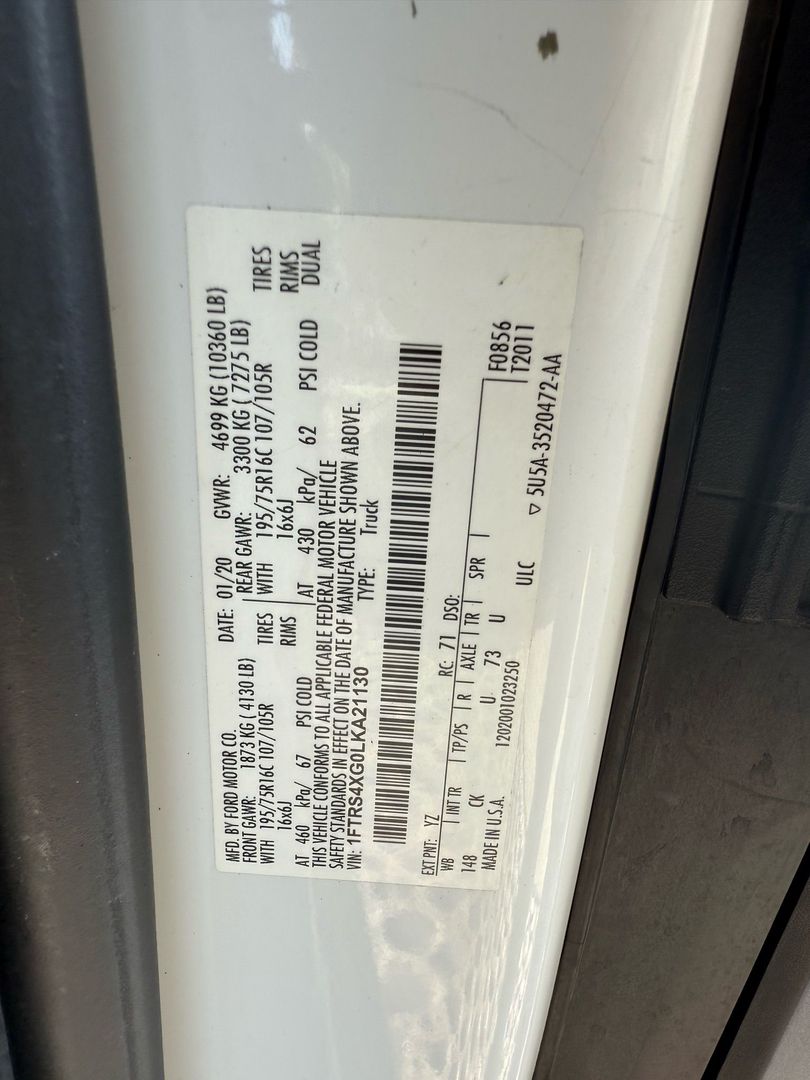 MFD. BY FORD MOTOR CO. DATE: 01/20 GVWR: 4699 KG (10360 LB)
FRONT GAWR: 1873 KG ( 4130 LB) REAR GAWR: 3300 KG ( 7275 LB)
WITH 195/75R16C 107/105R TIRES WITH 195/75R16C 107/105R TIRES
16x6J RIMS 16x6J RIMS
AT 460 kPa/ 67 PSI COLD AT 430 kPa/ 62 PSI COLD DUAL
THIS VEHICLE CONFORMS TO ALL APPLICABLE FEDERAL MOTOR VEHICLE
SAFETY STANDARDS IN EFFECT ON THE DATE OF MANUFACTURE SHOWN ABOVE.
VIN: 1FTRS4XG0LKA21130 TYPE: Truck
EXT PNT: YZ RC: 71 DSO:
WB INT TR TP/PS R AXLE TR SPR F0856
148 CK U 73 U T2011
MADE IN U.S.A. 1202001023250 ULC ▽ 5U5A-3520472-AA